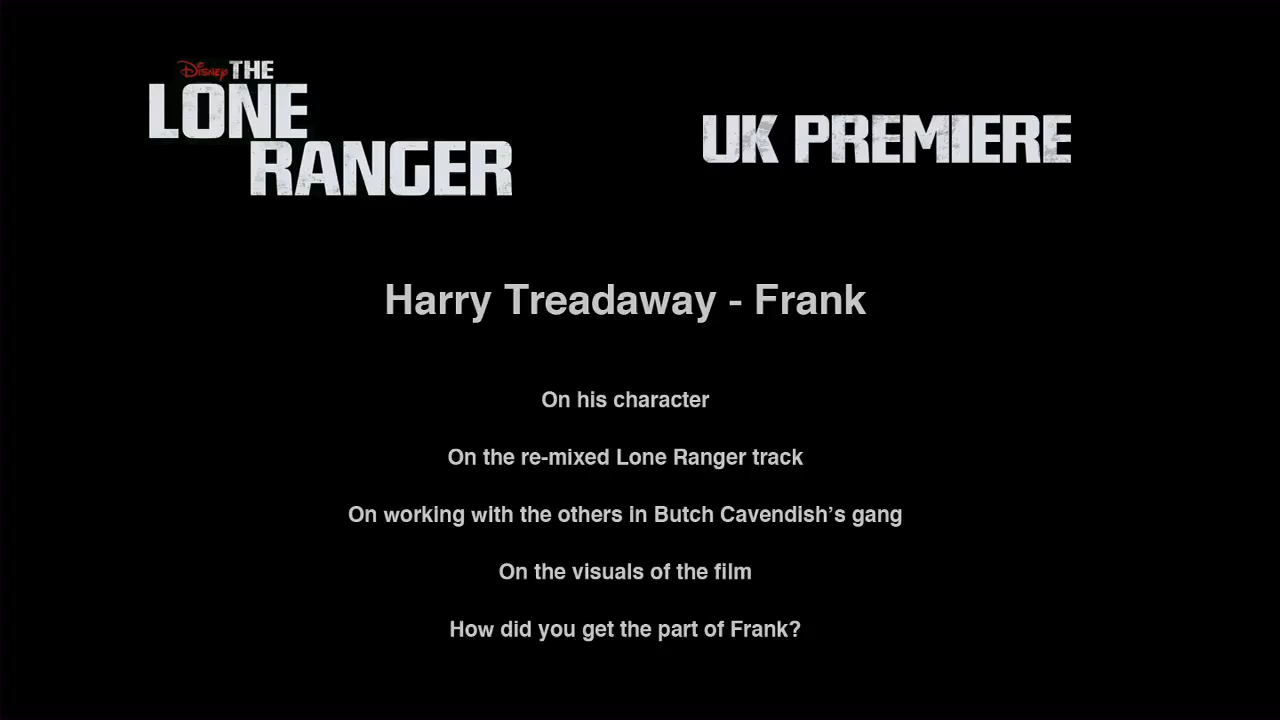 Disney THE
LONE
RANGER
UK PREMIERE
Harry Treadaway - Frank
On his character
On the re-mixed Lone Ranger track
On working with the others in Butch Cavendish’s gang
On the visuals of the film
How did you get the part of Frank?